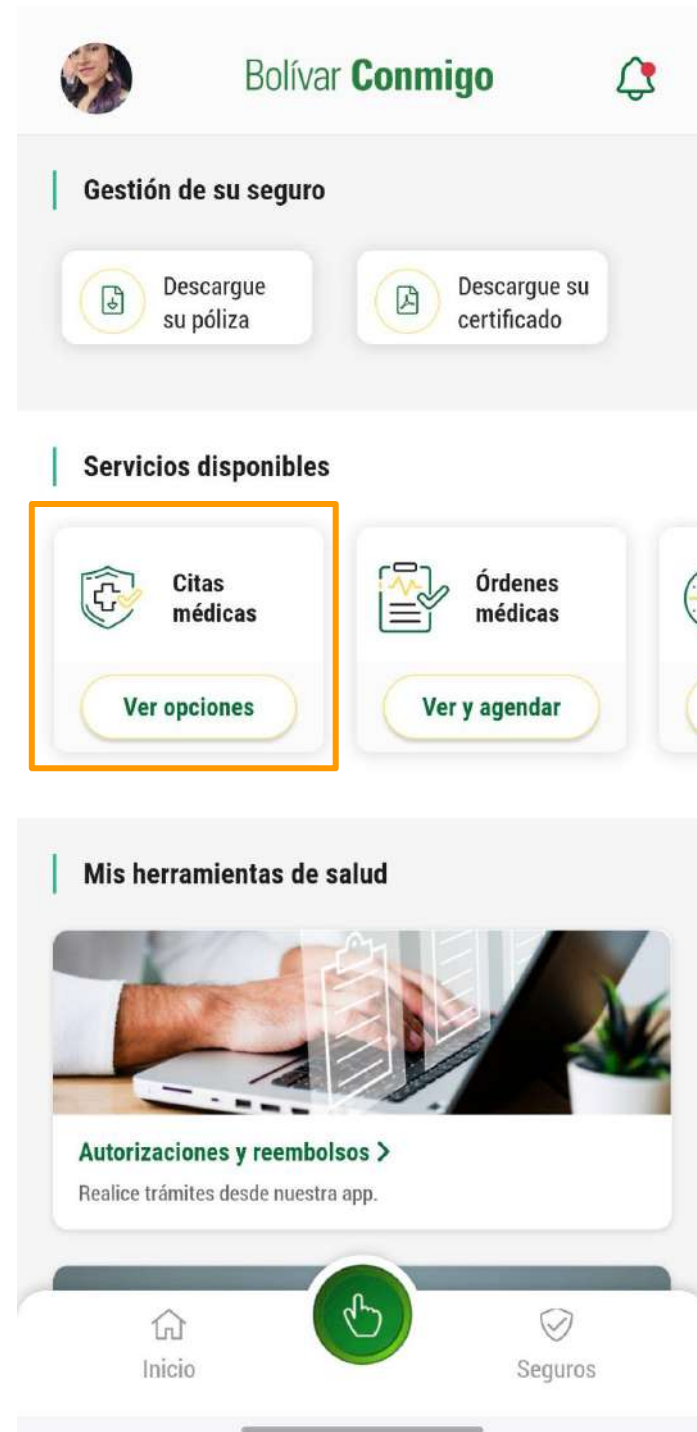 Bolívar Conmigo
Gestión de su seguro
Descargue
su póliza
Descargue su
certificado
Servicios disponibles
Citas
médicas
Ver opciones
Órdenes
médicas
Ver y agendar
Mis herramientas de salud
Autorizaciones y reembolsos >
Realice trámites desde nuestra app.
Inicio
Seguros